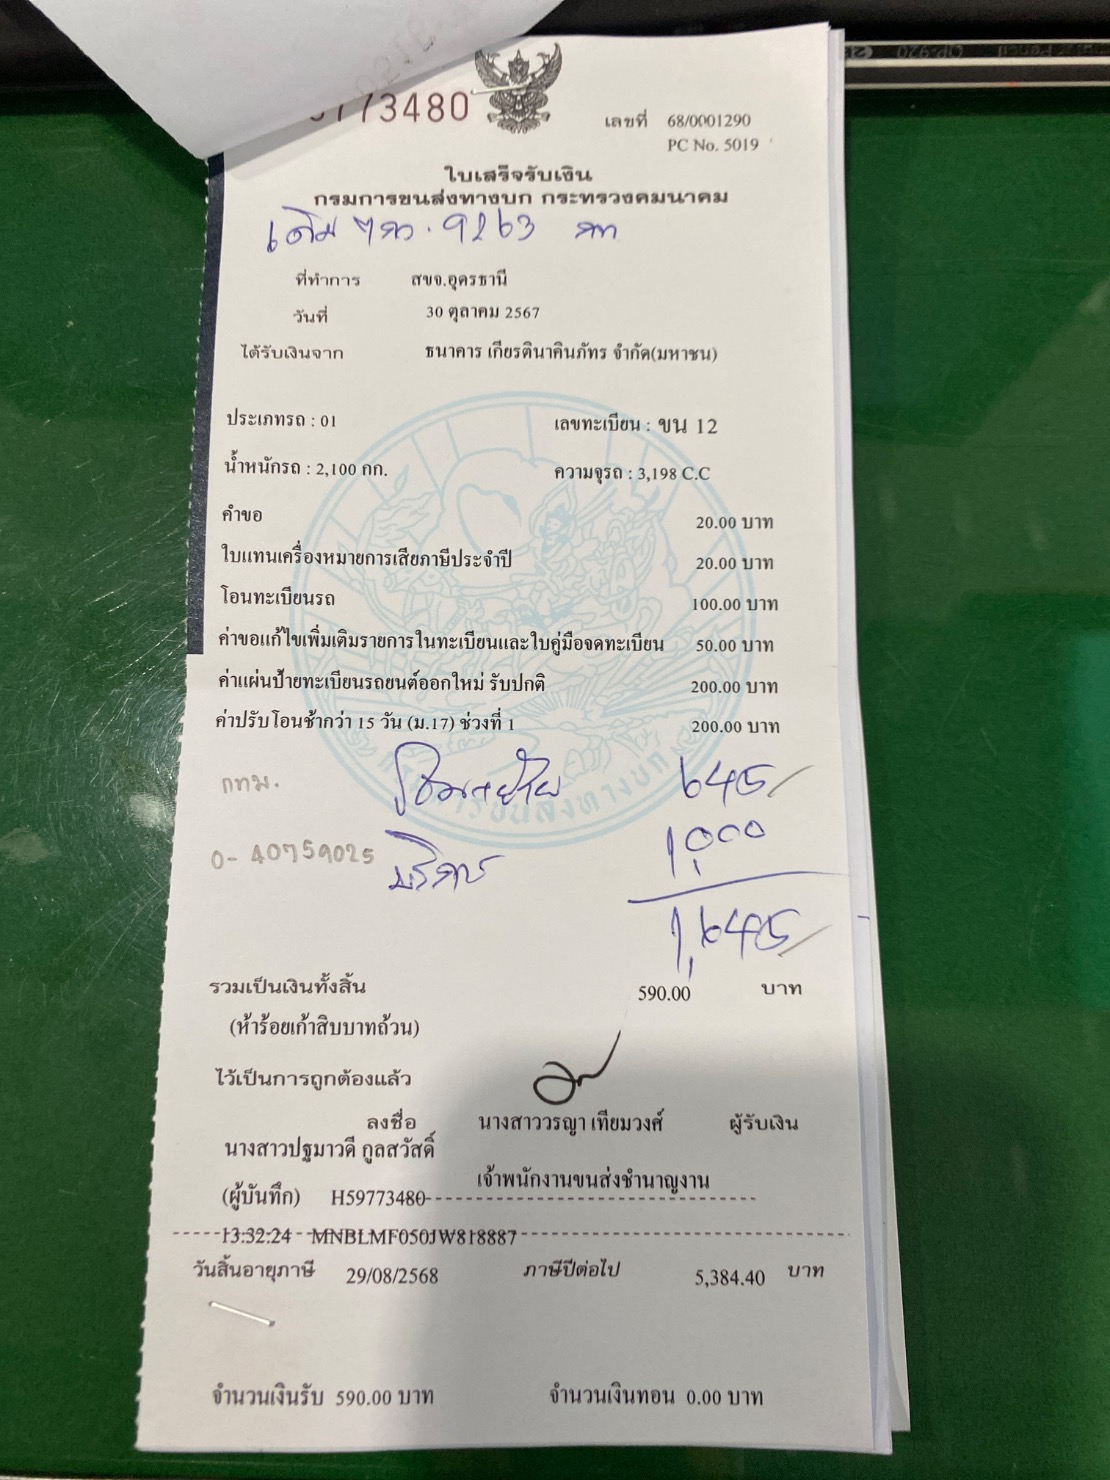 73480
เลขที่ 68/0001290
PC No. 5019
ใบเสร็จรับเงิน
กรมการขนส่งทางบก กระทรวงคมนาคม
เดิม 9263 กท
ที่ทำการ สขจ.อุดรธานี
วันที่ 30 ตุลาคม 2567
ได้รับเงินจาก ธนาคาร เกียรตินาคินภัทร จำกัด(มหาชน)
ประเภทรถ : 01 เลขทะเบียน : ขน 12
น้ำหนักรถ : 2,100 กก. ความจุรถ : 3,198 C.C
คำขอ 20.00 บาท
ใบแทนเครื่องหมายการเสียภาษีประจำปี 20.00 บาท
โอนทะเบียนรถ 100.00 บาท
ค่าขอแก้ไขเพิ่มเติมรายการในทะเบียนและใบคู่มือจดทะเบียน 50.00 บาท
ค่าแผ่นป้ายทะเบียนรถยนต์ออกใหม่ รับปกติ 200.00 บาท
ค่าปรับโอนช้ากว่า 15 วัน (ม.17) ช่วงที่ 1 200.00 บาท
กทม. 645
1,000
0-40759025 บริการ
1,645
รวมเป็นเงินทั้งสิ้น 590.00 บาท
(ห้าร้อยเก้าสิบบาทถ้วน)
ไว้เป็นการถูกต้องแล้ว
ลงชื่อ นางสาววรญา เทียมวงศ์ ผู้รับเงิน
นางสาวปฐมาวดี กูลสวัสดิ์
เจ้าพนักงานขนส่งชำนาญงาน
(ผู้บันทึก) H59773480
13:32:24 MNBLMF050JW818887
วันสิ้นอายุภาษี 29/08/2568 ภาษีปีต่อไป 5,384.40 บาท
จำนวนเงินรับ 590.00 บาท จำนวนเงินทอน 0.00 บาท